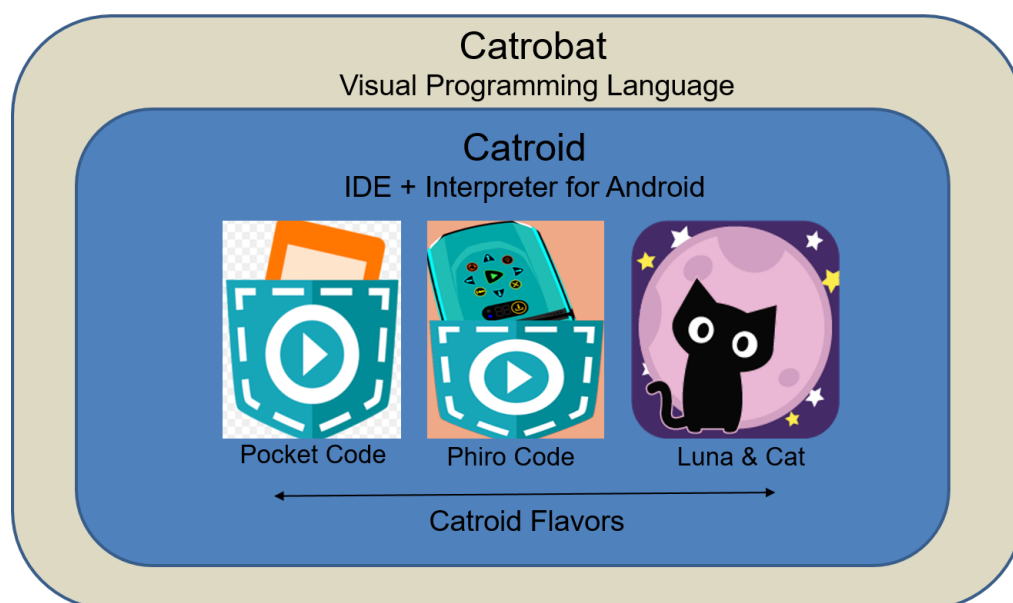 Catrobat
Visual Programming Language
Catroid
IDE + Interpreter for Android
Pocket Code
Phiro Code
Luna & Cat
Catroid Flavors